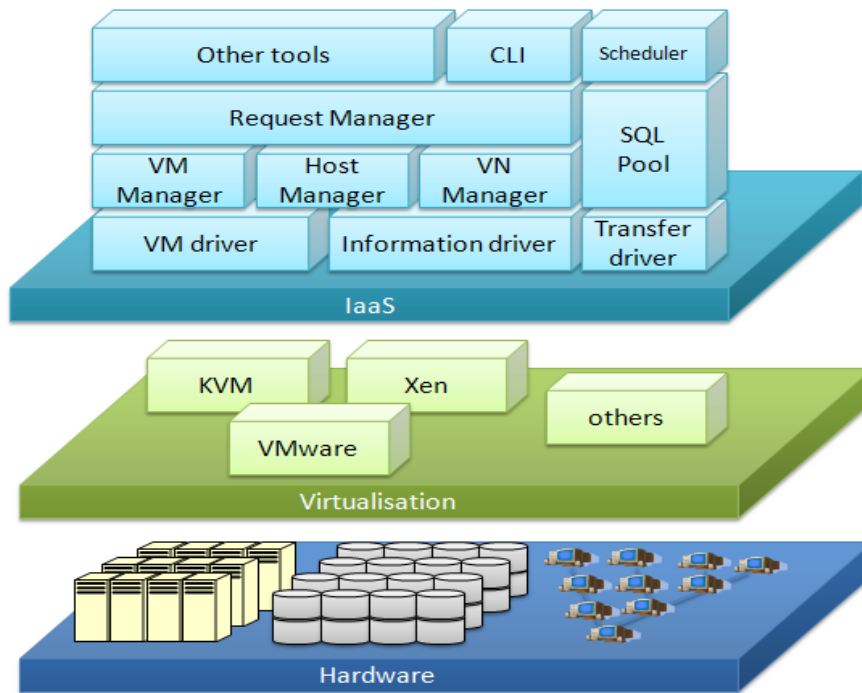 Other tools
CLI
Scheduler
Request Manager
SQL
Pool
VM
Manager
Host
Manager
VN
Manager
VM driver
Information driver
Transfer
driver
IaaS
KVM
Xen
VMware
others
Virtualisation
Hardware